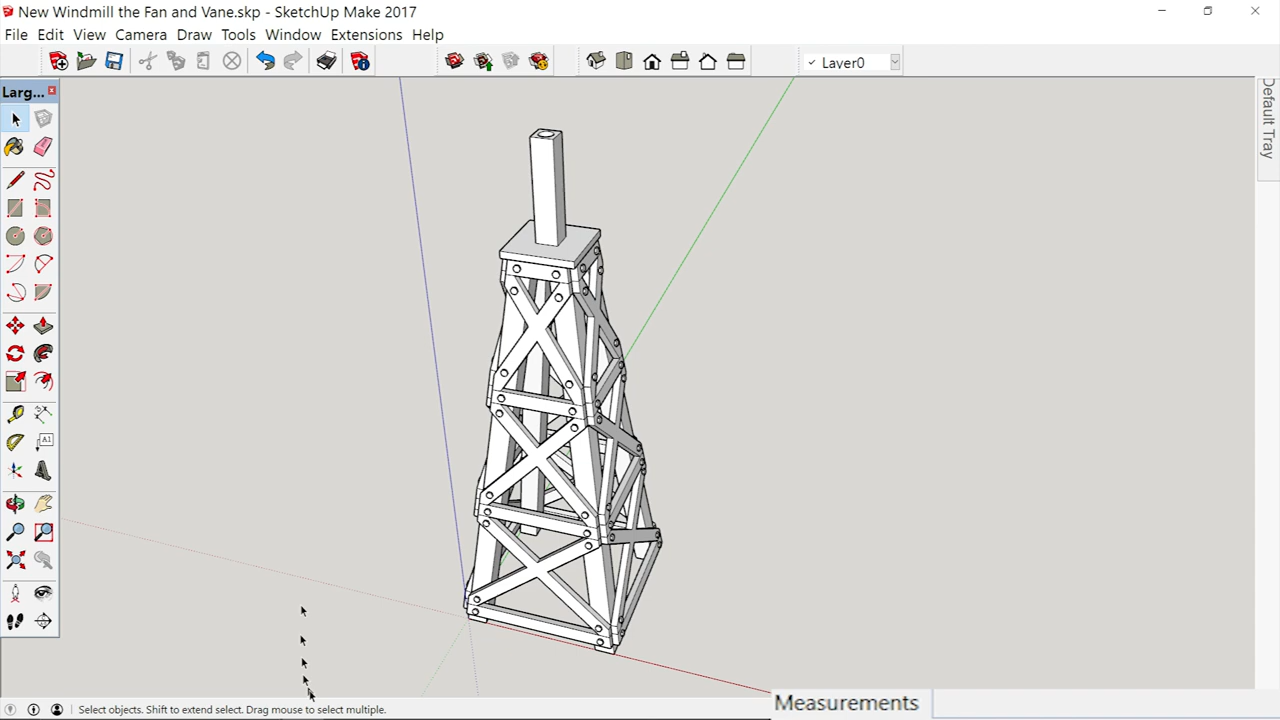 New Windmill the Fan and Vane.skp - SketchUp Make 2017
File Edit View Camera Draw Tools Window Extensions Help
✓ Layer0
Larg...
Default Tray
A1
Select objects. Shift to extend select. Drag mouse to select multiple.
Measurements